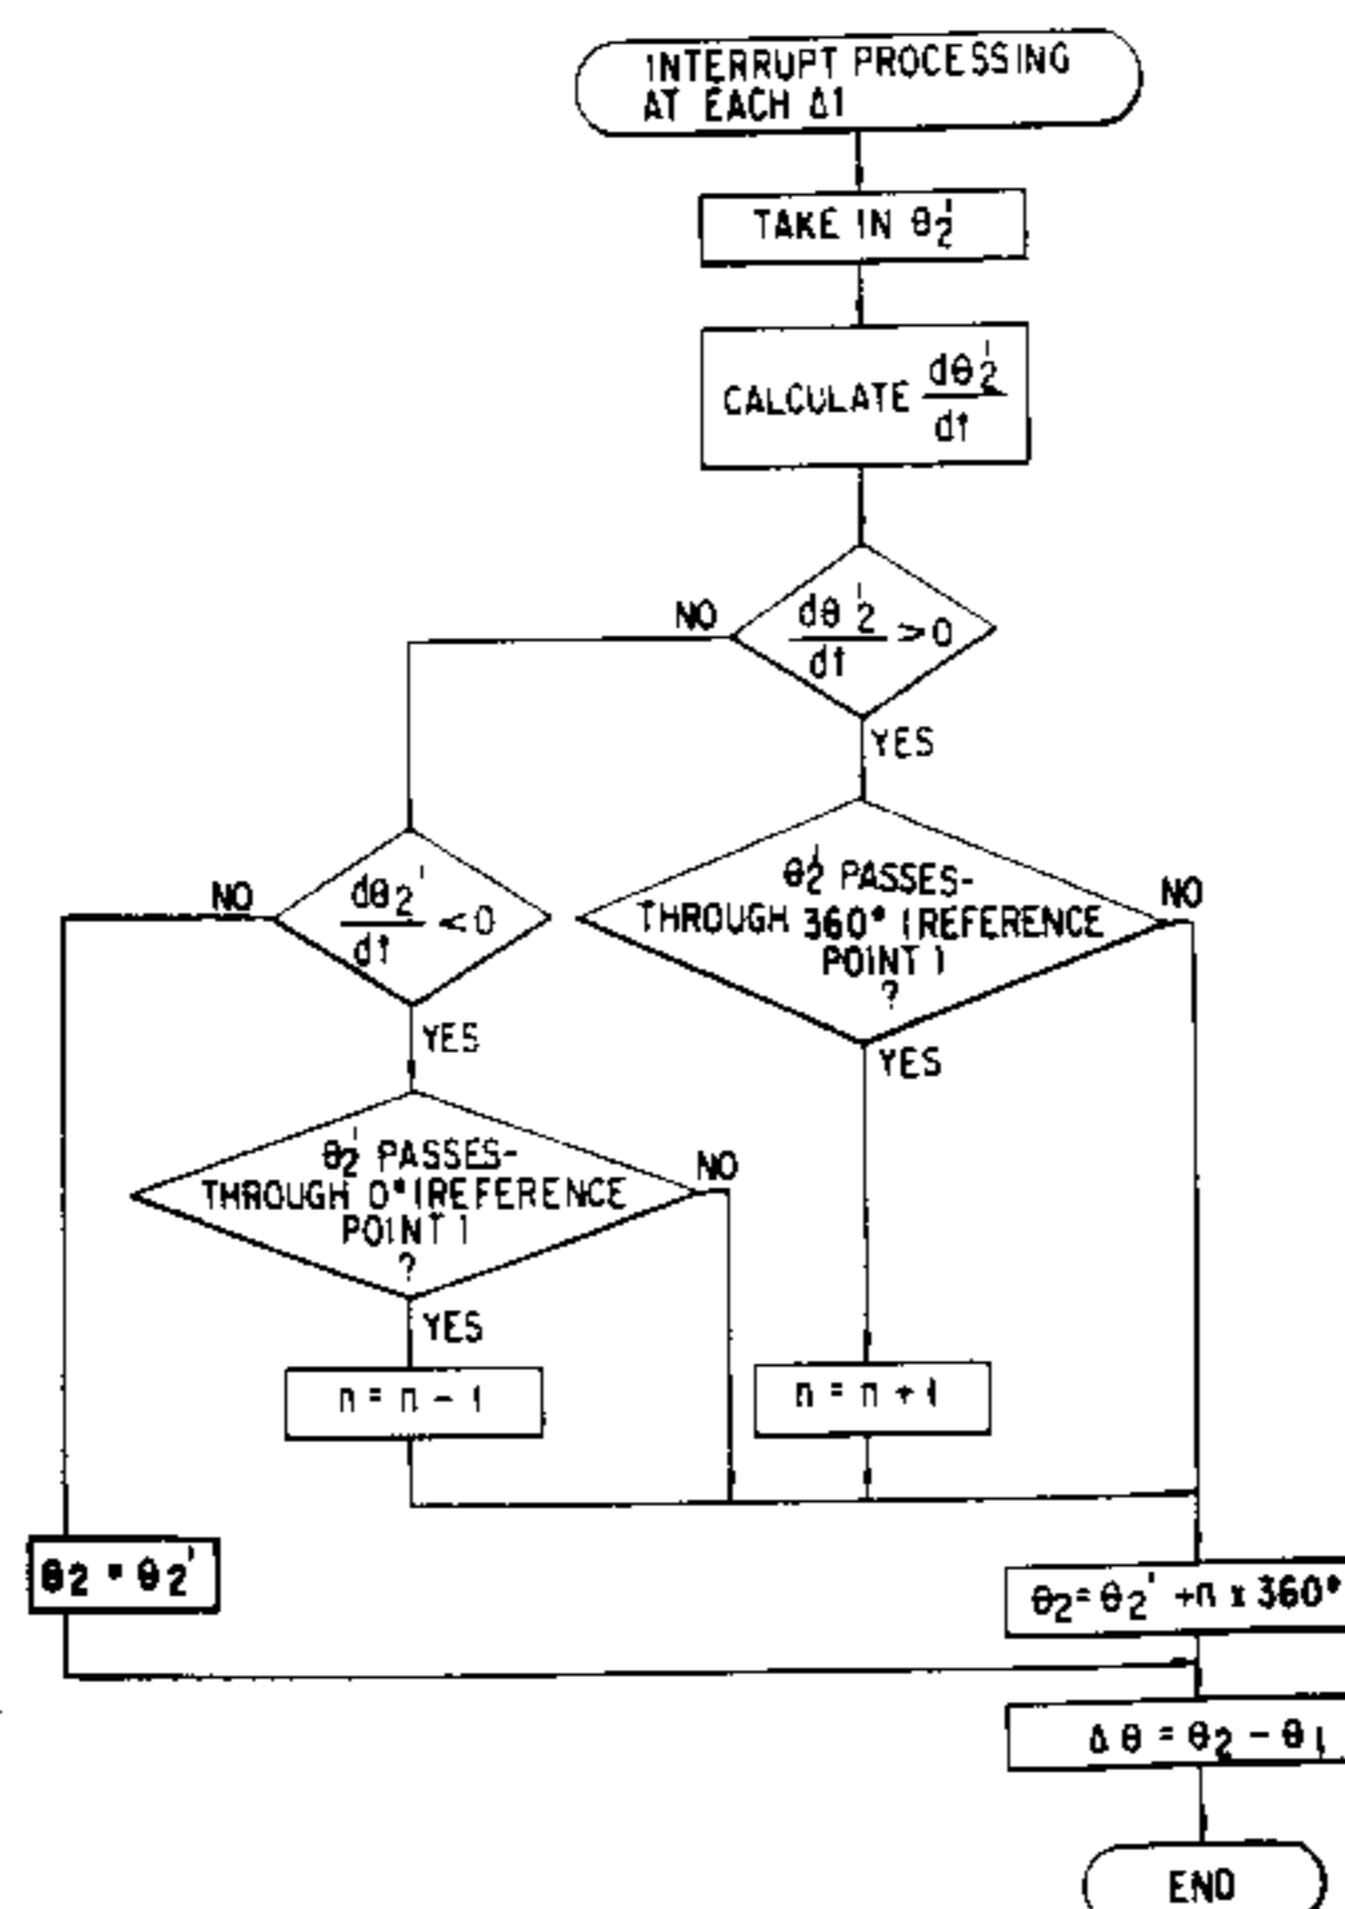 INTERRUPT PROCESSING
AT EACH Δt
TAKE IN θ2'
CALCULATE dθ2'/dt
NO
dθ2'/dt > 0
YES
NO
dθ2'/dt < 0
θ2' PASSES-
THROUGH 360° (REFERENCE
POINT)
?
NO
YES
YES
θ2' PASSES-
THROUGH 0° (REFERENCE
POINT)
?
NO
YES
n = n - 1
n = n + 1
θ2 = θ2'
θ2 = θ2' + n x 360°
Δθ = θ2 - θ1
END